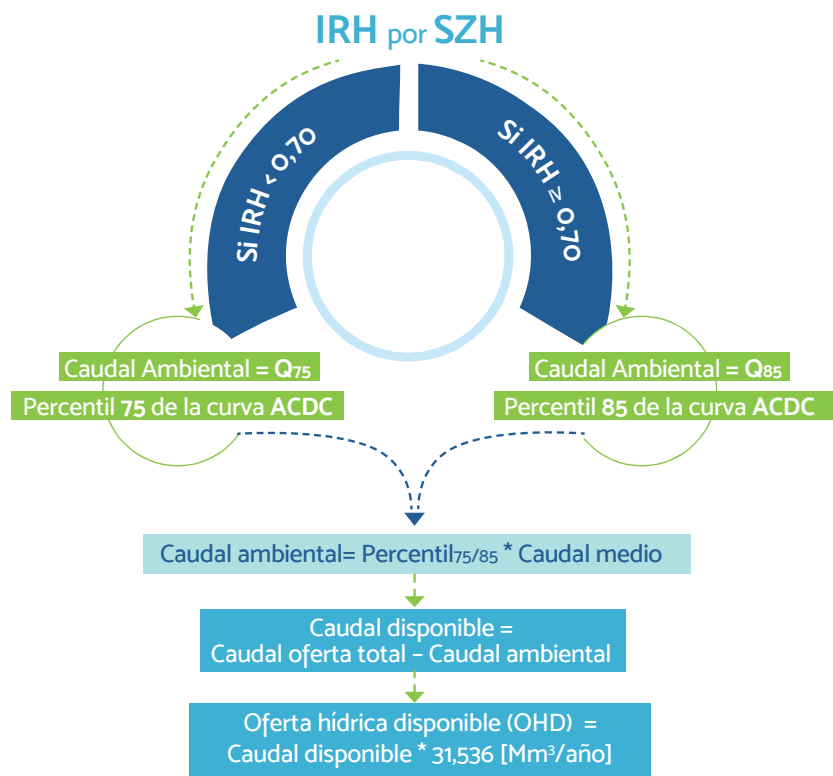 IRH por SZH
Si IRH < 0,70
Si IRH ≥ 0,70
Caudal Ambiental = Q75
Percentil 75 de la curva ACDC
Caudal Ambiental = Q85
Percentil 85 de la curva ACDC
Caudal ambiental= Percentil75/85 * Caudal medio
Caudal disponible =
Caudal oferta total – Caudal ambiental
Oferta hídrica disponible (OHD) =
Caudal disponible * 31,536 [Mm³/año]